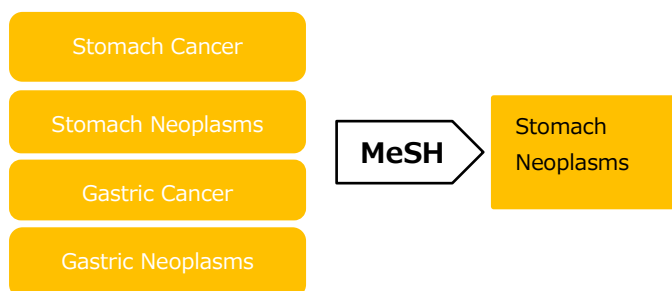 Stomach Cancer
Stomach Neoplasms
Gastric Cancer
Gastric Neoplasms
MeSH
Stomach
Neoplasms